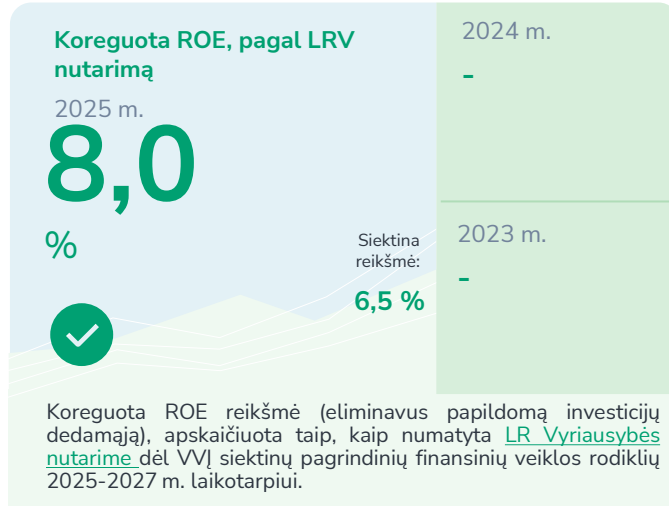 Koreguota ROE, pagal LRV
nutarimą
2025 m.
8,0
%
Siektina
reikšmė:
6,5 %
2024 m.
-
2023 m.
-
Koreguota ROE reikšmė (eliminavus papildomą investicijų
dedamąją), apskaičiuota taip, kaip numatyta LR Vyriausybės
nutarime dėl VVĮ siektinų pagrindinių finansinių veiklos rodiklių
2025-2027 m. laikotarpiui.